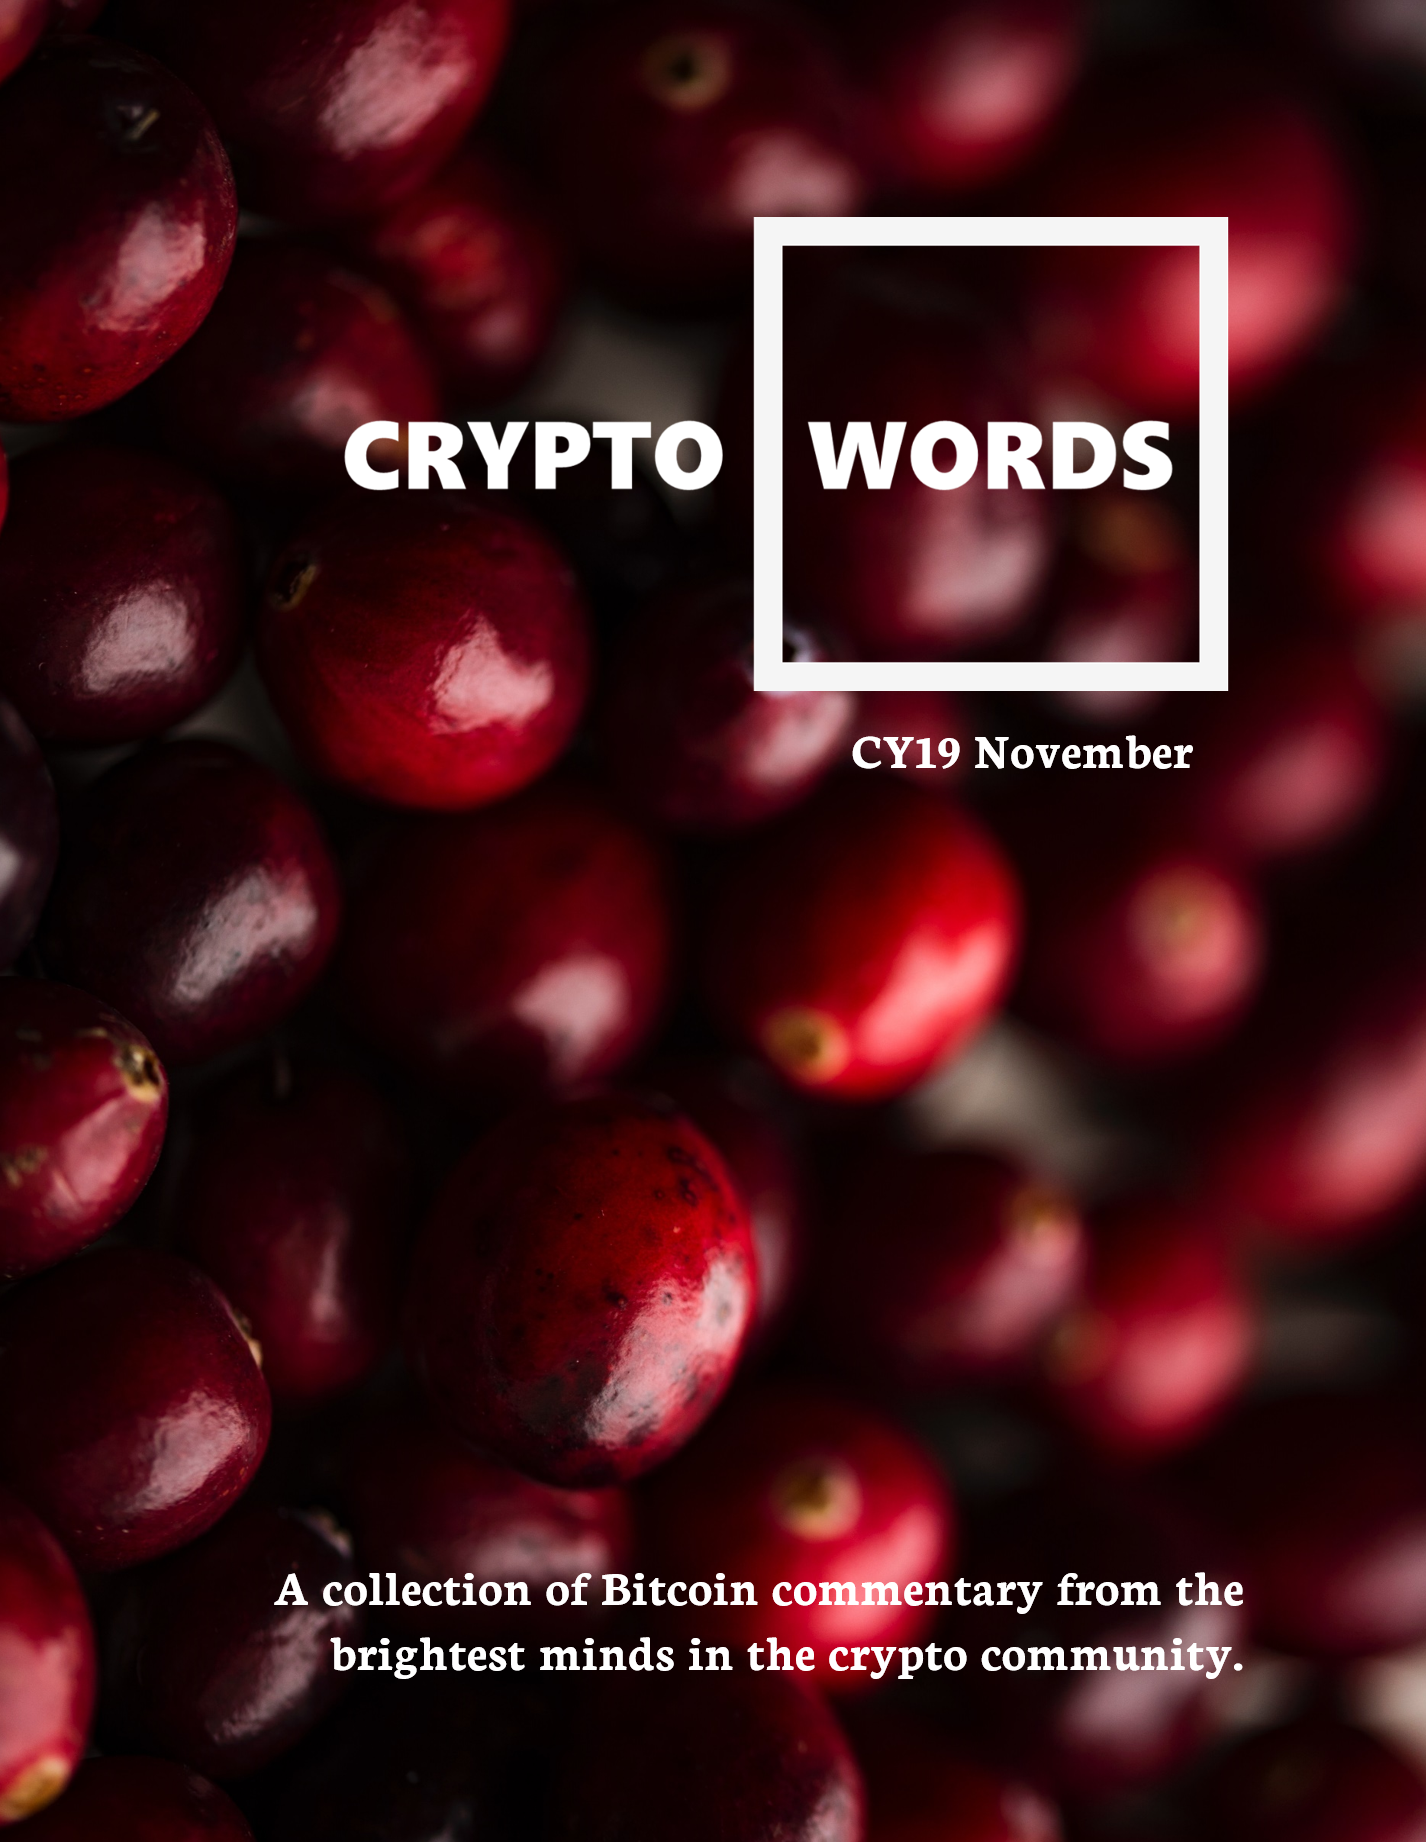 CRYPTO WORDS
CY19 November
A collection of Bitcoin commentary from the
brightest minds in the crypto community.